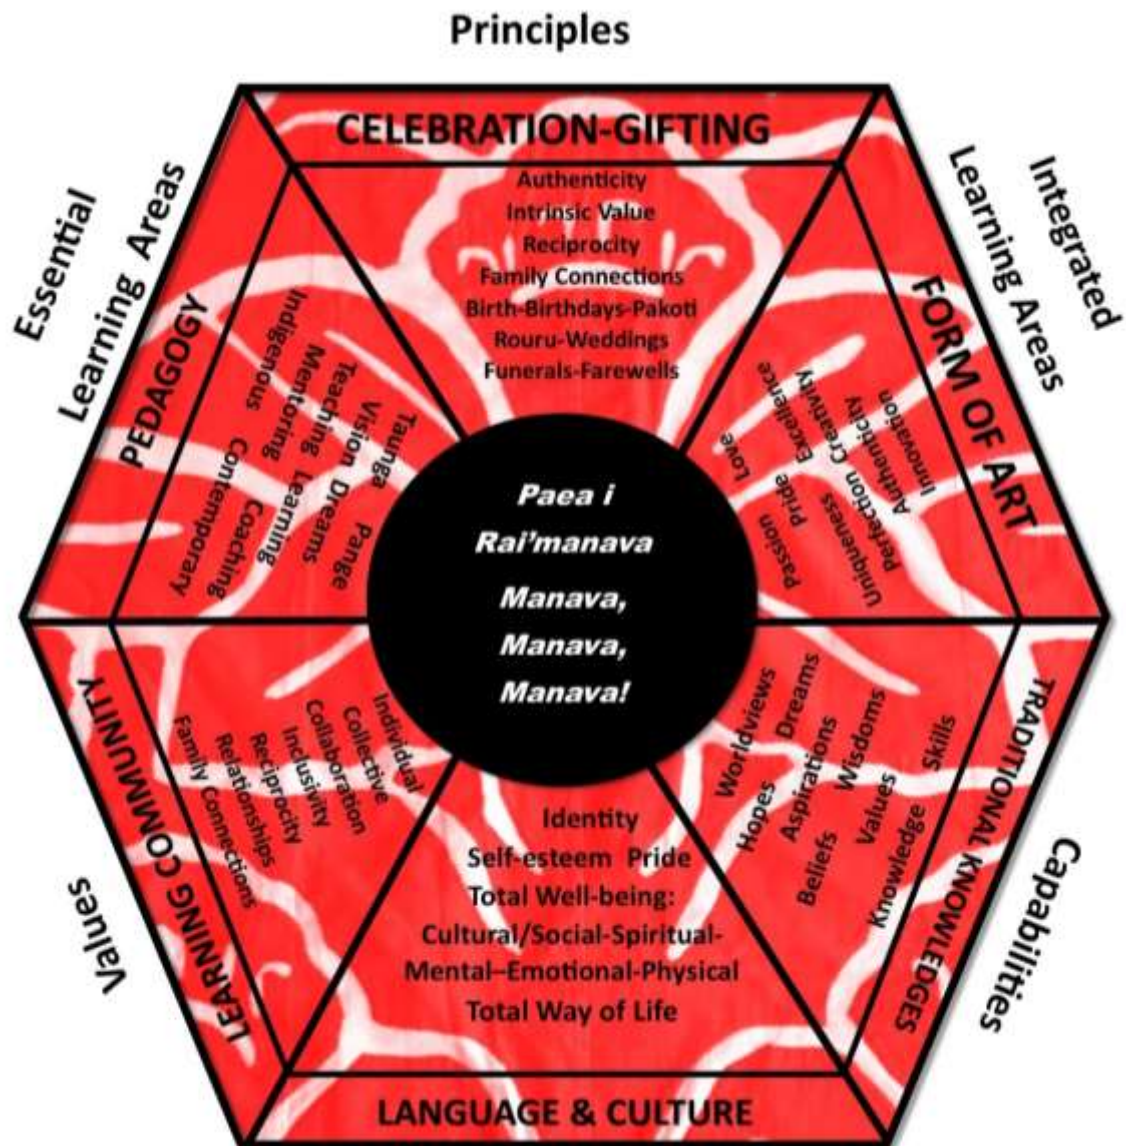 Principles
CELEBRATION-GIFTING
Authenticity
Intrinsic Value
Reciprocity
Family Connections
Birth-Birthdays-Pakoti
Rouru-Weddings
Funerals-Farewells
Integrated
Learning Areas
FORM OF ART
Love Excellence
Passion Pride Creativity
Uniqueness Authenticity
Perfection Innovation
Capabilities
TRADITIONAL KNOWLEDGES
Worldviews Dreams
Hopes Aspirations Wisdoms
Beliefs Values Skills
Knowledge
LANGUAGE & CULTURE
Identity
Self-esteem Pride
Total Well-being:
Cultural/Social-Spiritual-
Mental–Emotional-Physical
Total Way of Life
Values
LEARNING COMMUNITY
Individual
Collective
Collaboration
Inclusivity
Reciprocity
Relationships
Family Connections
Essential
Learning Areas
PEDAGOGY
Taunga Pange
Vision Dreams
Teaching Learning
Mentoring Coaching
Indigenous Contemporary
Paea i
Rai’manava
Manava,
Manava,
Manava!